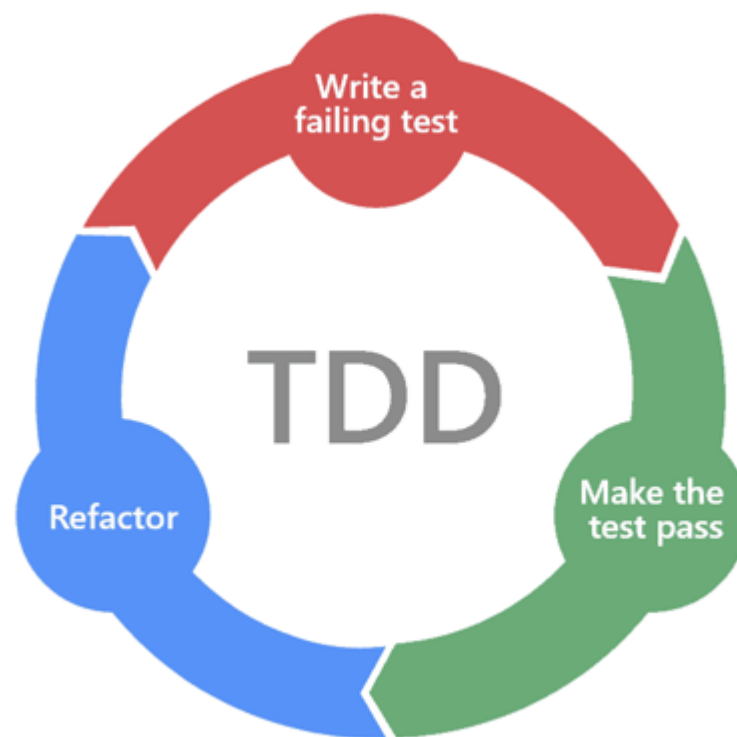 Write a
failing test
TDD
Make the
test pass
Refactor